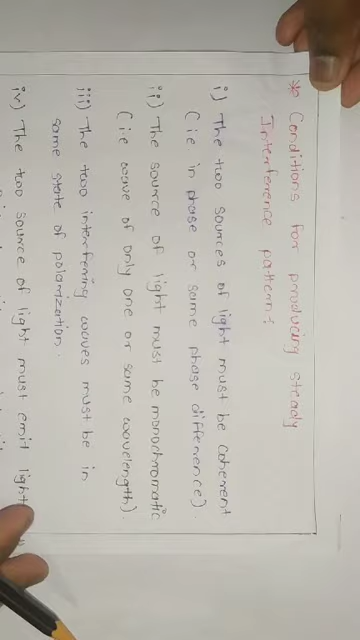 * Conditions for producing steady
Interference pattern :
i) The two sources of light must be coherent
(i.e in phase or same phase difference).
ii) The source of light must be monochromatic
(i.e wave of only one or same wavelength).
iii) The two interfering waves must be in
same state of polarization.
iv) The two source of light must emit light